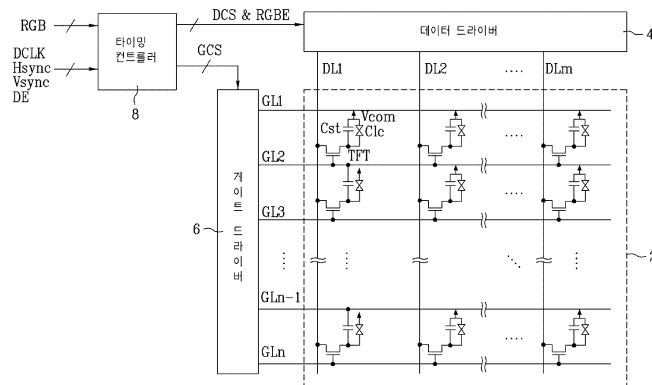 RGB
DCLK
Hsync
Vsync
DE
타이밍
컨트롤러
8
DCS & RGBE
GCS
데이터 드라이버
4
DL1 DL2 .... DLm
GL1
Vcom
Cst Clc
GL2
TFT
GL3
게이트 드라이버
6
2
GLn-1
GLn